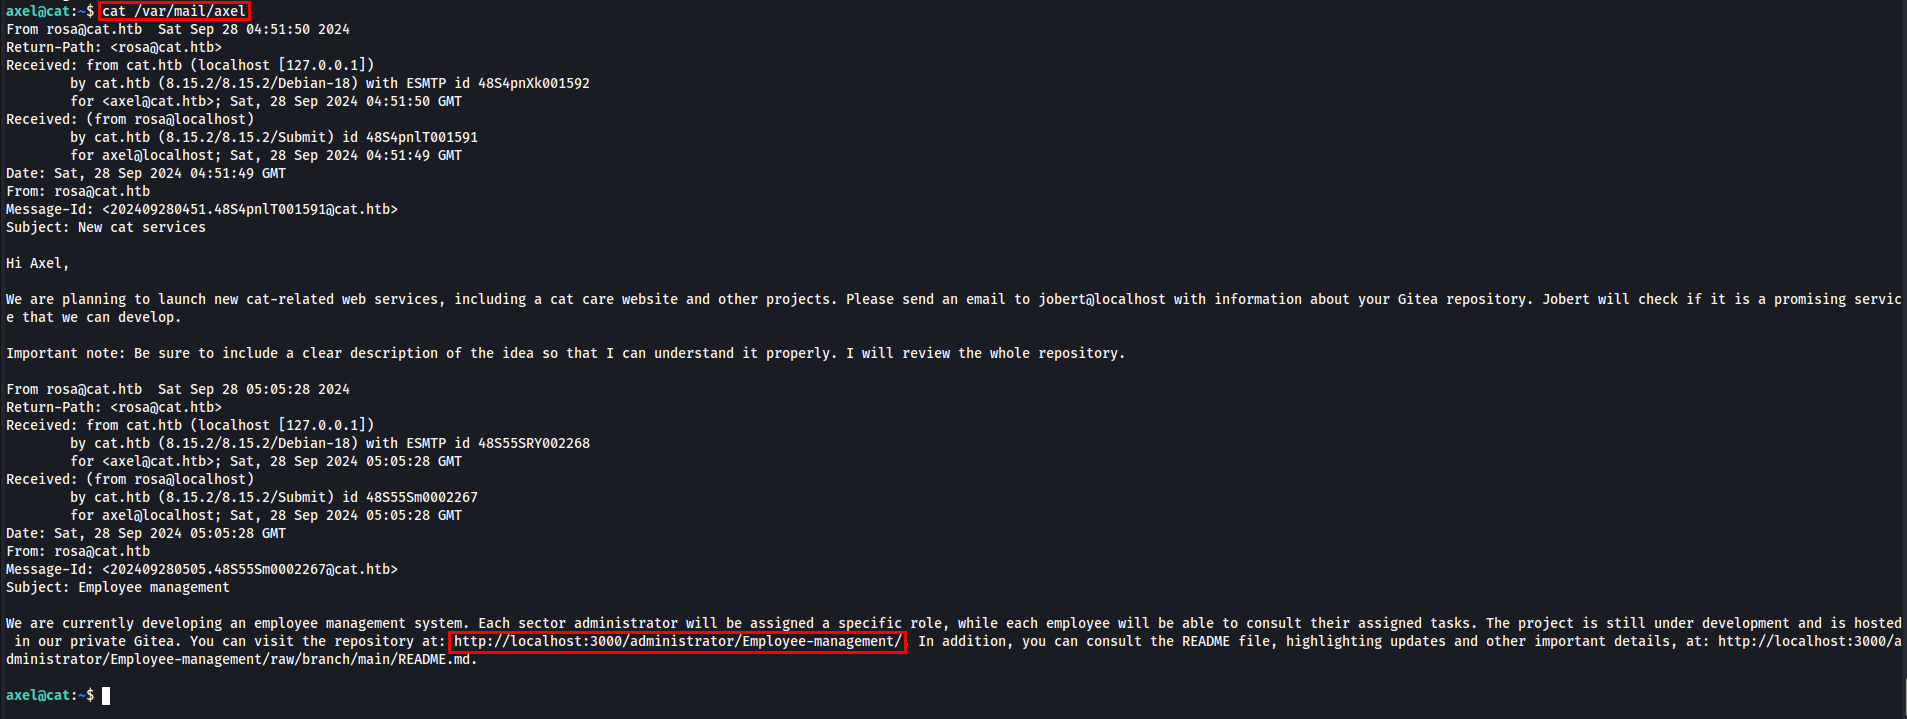 axel@cat:~$ cat /var/mail/axel
From rosa@cat.htb  Sat Sep 28 04:51:50 2024
Return-Path: <rosa@cat.htb>
Received: from cat.htb (localhost [127.0.0.1])
        by cat.htb (8.15.2/8.15.2/Debian-18) with ESMTP id 48S4pnXk001592
        for <axel@cat.htb>; Sat, 28 Sep 2024 04:51:50 GMT
Received: (from rosa@localhost)
        by cat.htb (8.15.2/8.15.2/Submit) id 48S4pnlT001591
        for axel@localhost; Sat, 28 Sep 2024 04:51:49 GMT
Date: Sat, 28 Sep 2024 04:51:49 GMT
From: rosa@cat.htb
Message-Id: <202409280451.48S4pnlT001591@cat.htb>
Subject: New cat services

Hi Axel,

We are planning to launch new cat-related web services, including a cat care website and other projects. Please send an email to jobert@localhost with information about your Gitea repository. Jobert will check if it is a promising servic
e that we can develop.

Important note: Be sure to include a clear description of the idea so that I can understand it properly. I will review the whole repository.

From rosa@cat.htb  Sat Sep 28 05:05:28 2024
Return-Path: <rosa@cat.htb>
Received: from cat.htb (localhost [127.0.0.1])
        by cat.htb (8.15.2/8.15.2/Debian-18) with ESMTP id 48S55SRY002268
        for <axel@cat.htb>; Sat, 28 Sep 2024 05:05:28 GMT
Received: (from rosa@localhost)
        by cat.htb (8.15.2/8.15.2/Submit) id 48S55Sm0002267
        for axel@localhost; Sat, 28 Sep 2024 05:05:28 GMT
Date: Sat, 28 Sep 2024 05:05:28 GMT
From: rosa@cat.htb
Message-Id: <202409280505.48S55Sm0002267@cat.htb>
Subject: Employee management

We are currently developing an employee management system. Each sector administrator will be assigned a specific role, while each employee will be able to consult their assigned tasks. The project is still under development and is hosted
 in our private Gitea. You can visit the repository at: http://localhost:3000/administrator/Employee-management/. In addition, you can consult the README file, highlighting updates and other important details, at: http://localhost:3000/a
dministrator/Employee-management/raw/branch/main/README.md.

axel@cat:~$